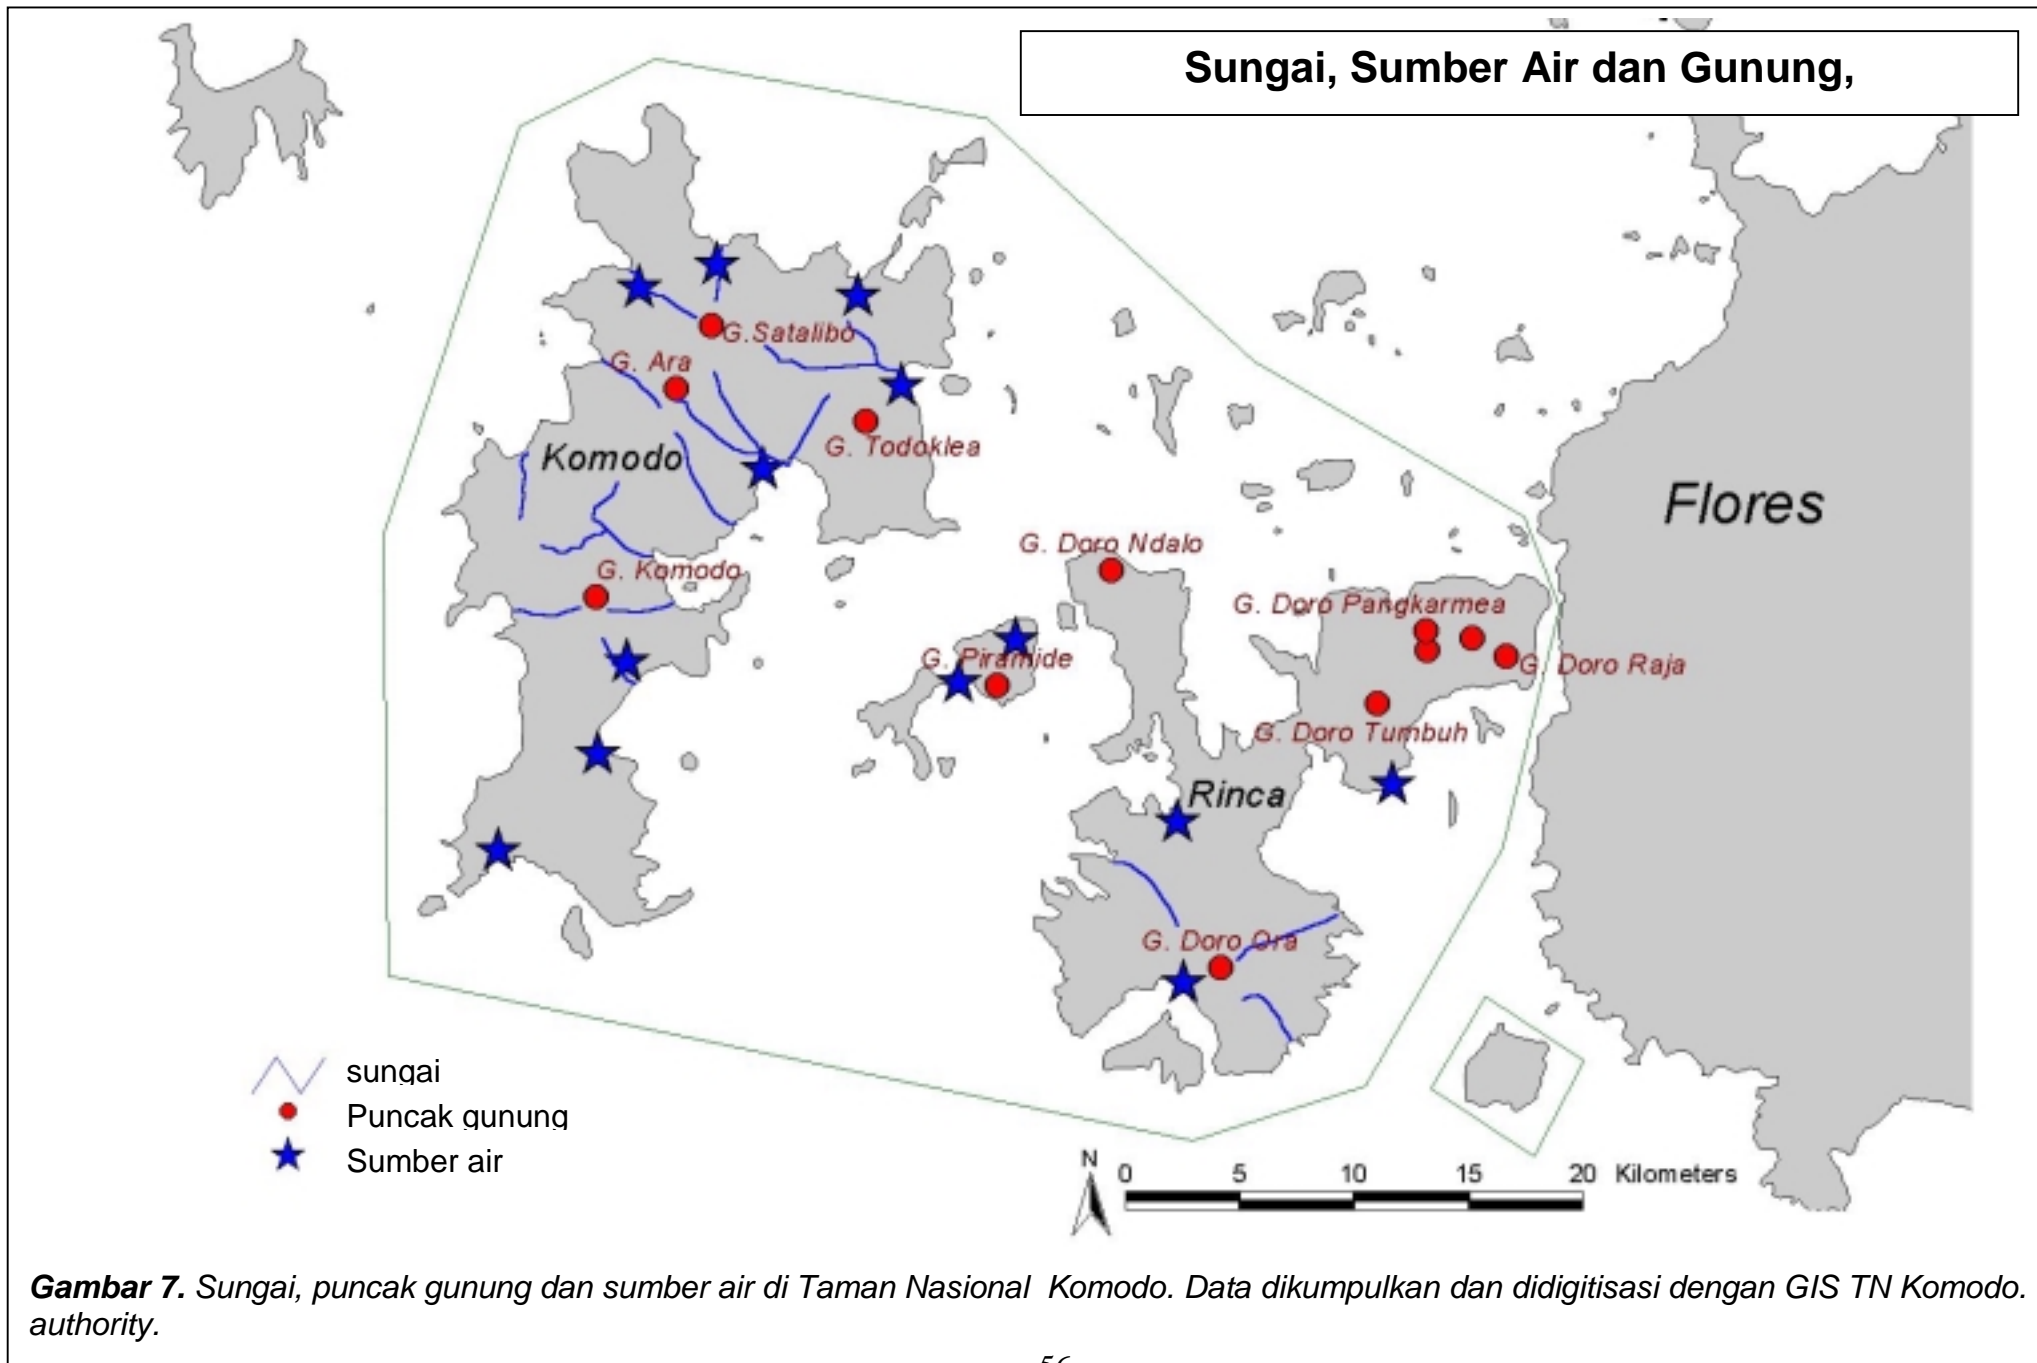 Sungai, Sumber Air dan Gunung,
G.Satalibo
G. Ara
G. Todoklea
Komodo
Flores
G. Doro Ndalo
G. Komodo
G. Doro Pangkarmea
G. Piramide
G. Doro Raja
G. Doro Tumbuh
Rinca
G. Doro Ora
sungai
Puncak gunung
Sumber air
N
0 5 10 15 20 Kilometers
Gambar 7. Sungai, puncak gunung dan sumber air di Taman Nasional Komodo. Data dikumpulkan dan didigitisasi dengan GIS TN Komodo.
authority.
56